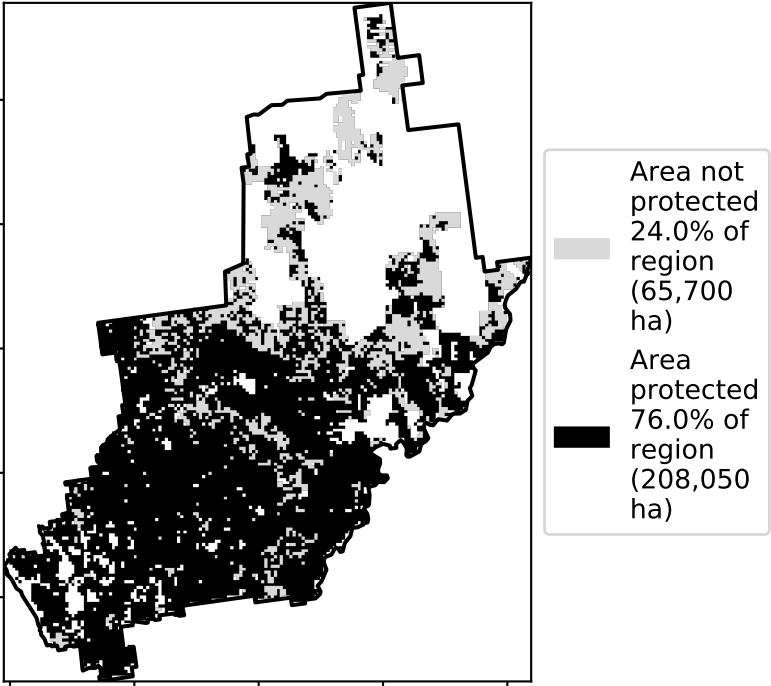 Area not
protected
24.0% of
region
(65,700
ha)
Area
protected
76.0% of
region
(208,050
ha)